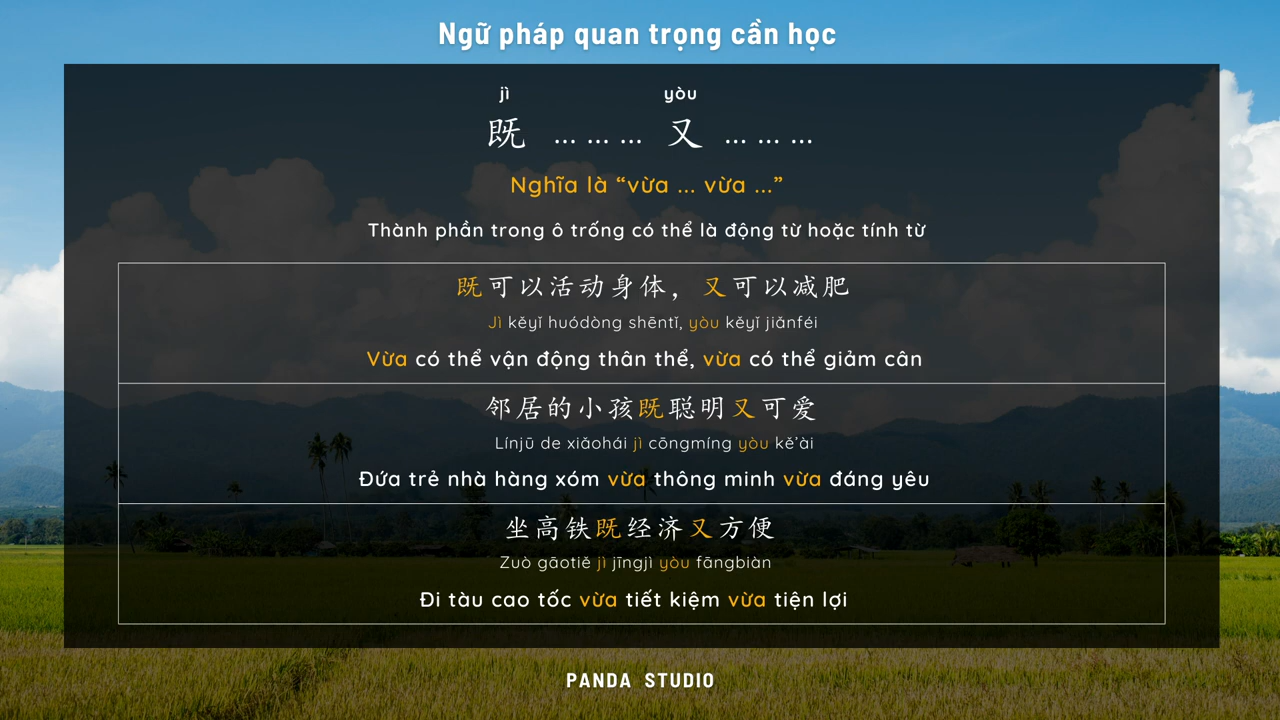 Ngữ pháp quan trọng cần học
jì yòu
既 ... ... ... 又 ... ... ...
Nghĩa là “vừa ... vừa ...”
Thành phần trong ô trống có thể là động từ hoặc tính từ
既可以活动身体，又可以减肥
Jì kěyǐ huódòng shēntǐ, yòu kěyǐ jiǎnféi
Vừa có thể vận động thân thể, vừa có thể giảm cân
邻居的小孩既聪明又可爱
Línjū de xiǎohái jì cōngmíng yòu kě’ài
Đứa trẻ nhà hàng xóm vừa thông minh vừa đáng yêu
坐高铁既经济又方便
Zuò gāotiě jì jīngjì yòu fāngbiàn
Đi tàu cao tốc vừa tiết kiệm vừa tiện lợi
PANDA STUDIO